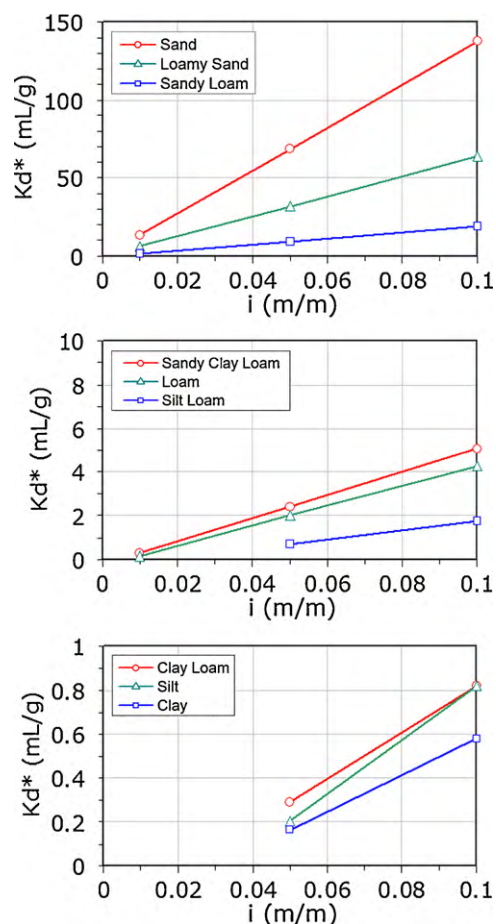 150
100
50
0
Kd* (mL/g)
Sand
Loamy Sand
Sandy Loam
0 0.02 0.04 0.06 0.08 0.1
i (m/m)
10
8
6
4
2
0
Kd* (mL/g)
Sandy Clay Loam
Loam
Silt Loam
0 0.02 0.04 0.06 0.08 0.1
i (m/m)
1
0.8
0.6
0.4
0.2
0
Kd* (mL/g)
Clay Loam
Silt
Clay
0 0.02 0.04 0.06 0.08 0.1
i (m/m)